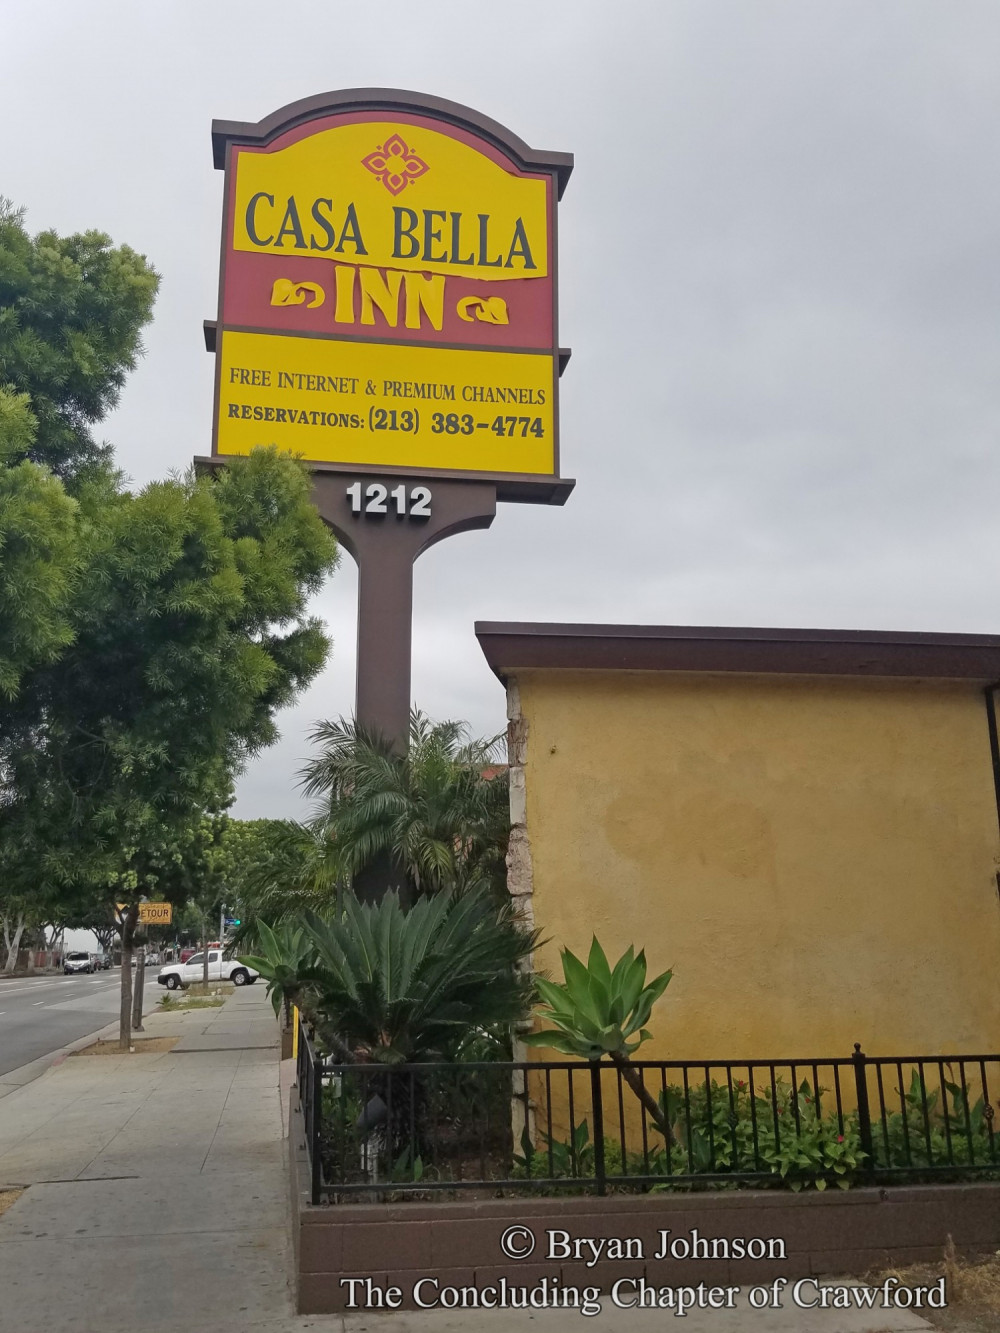 CASA BELLA
INN
FREE INTERNET & PREMIUM CHANNELS
RESERVATIONS: (213) 383-4774
1212
ETOUR
© Bryan Johnson
The Concluding Chapter of Crawford